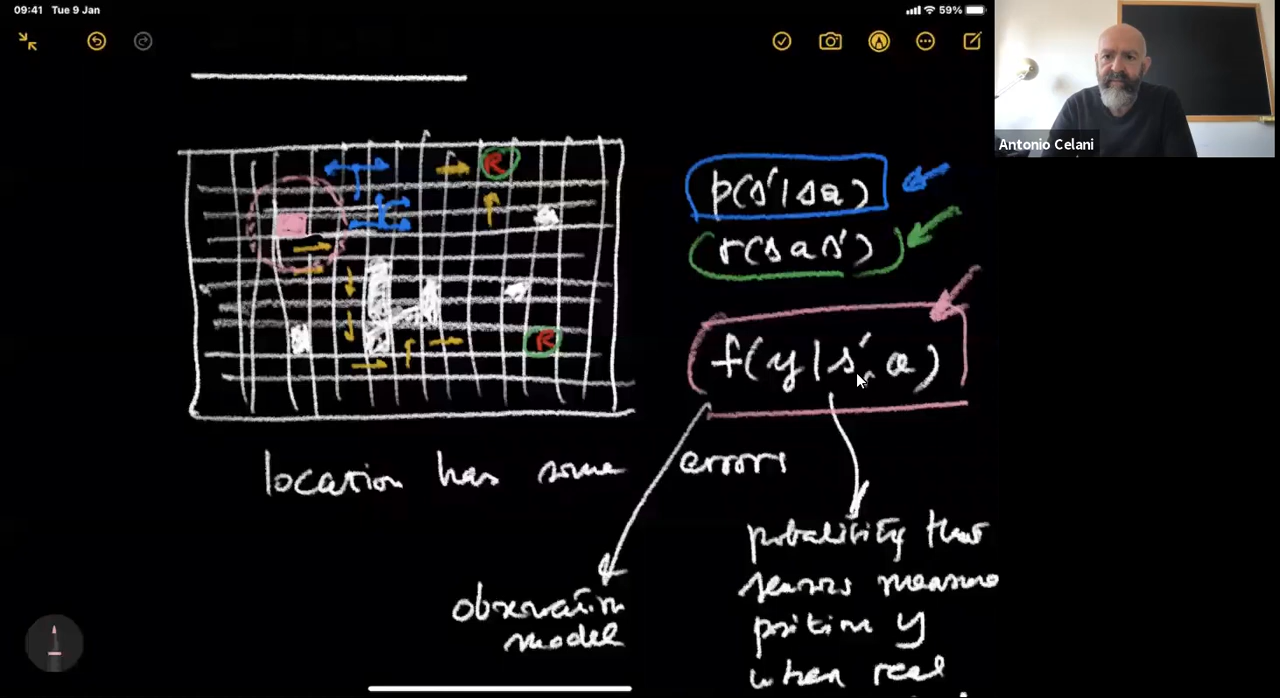 09:41 Tue 9 Jan
59%
Antonio Celani
R
p(s'|sa)
r(sas')
R
f(y|s', a)
location has some errors
probability that
sensors measure
position y
when real
observation
model